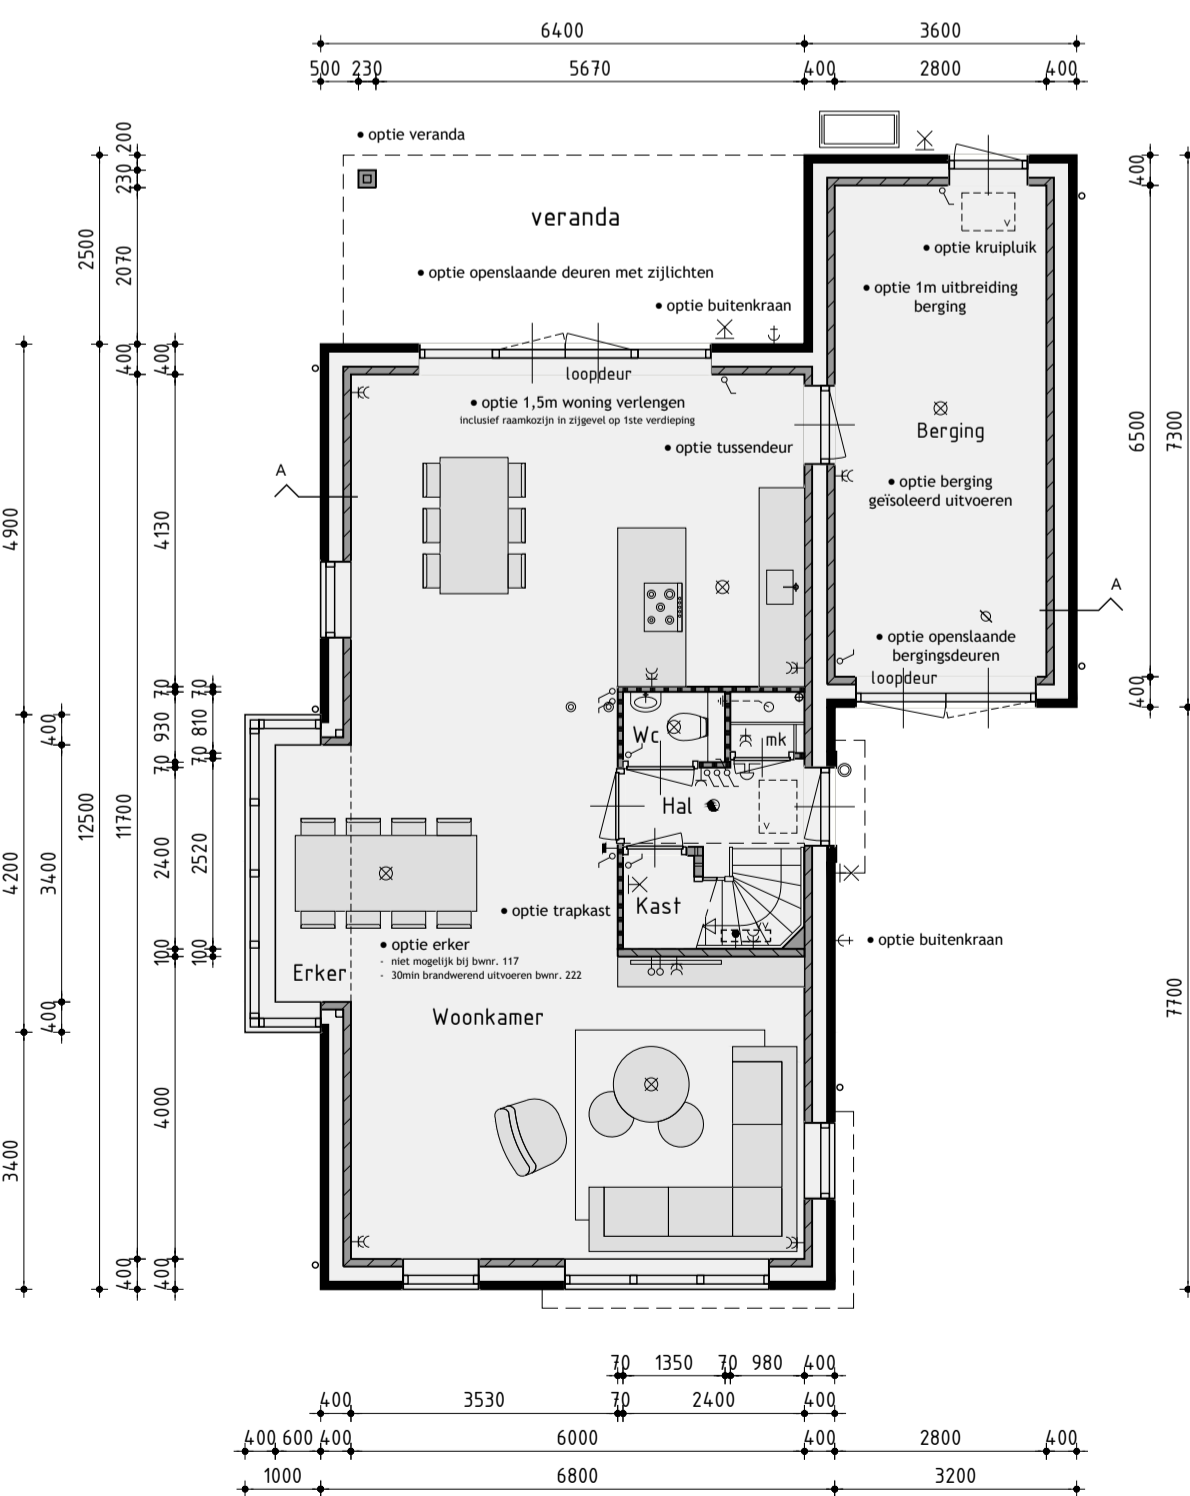 6400 3600
500 230 5670 400 2800 400
• optie veranda
200
230
2500
2070
400
veranda
• optie openslaande deuren met zijlichten
• optie buitenkraan
• optie kruipluik
• optie 1m uitbreiding
berging
400 400
loopdeur
• optie 1,5m woning verlengen
inclusief raamkozijn in zijgevel op 1ste verdieping
• optie tussendeur
Berging
6500
7300
A
• optie berging
geïsoleerd uitvoeren
4900
4130
A
• optie openslaande
bergingsdeuren
loopdeur
70 70
400
930 810
400
Wc
mk
70 70
12500
11700
Hal
4200
3400
2400
2520
Kast
• optie trapkast
• optie buitenkraan
• optie erker
- niet mogelijk bij bwnr. 117
- 30min brandwerend uitvoeren bwnr. 222
100 100
Erker
400
Woonkamer
7700
4000
3400
400 400
70 1350 70 980 400
400 3530 70 2400 400
400 600 400 6000 400 2800 400
1000 6800 3200